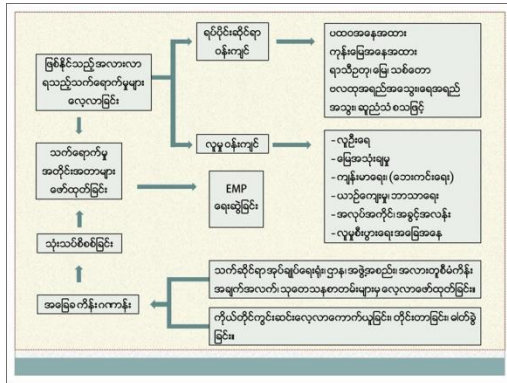 ဖြစ်နိုင်သည့် အလားလာ
ရသည့်သက်ရောက်မှုများ
လေ့လာခြင်း
ရုပ်ပိုင်းဆိုင်ရာ
ဝန်းကျင်
ပထဝအနေအထား
ကုန်းမြေအနေအထား
ရာသီဥတု၊ မြေ၊ သစ်တော
ဗလထုအရည်အသွေး၊ ရေအရည်
အသွေး၊ ဆူညံသံ စသဖြင့်
လူမှုဝန်းကျင်
- လူဦးရေ
- မြေအသုံးချမှု
- ကျန်းမာရေး၊ (ဘေးကင်းရေး)
- ယာဉ်ကျေးမှု၊ ဘာသာရေး
- အလုပ်အကိုင်၊ အခွင့်အလန်း
- လူမှုစီးပွားရေး အခြေအနေ
သက်ရောက်မှု
အတိုင်းအတာများ
ဖော်ထုတ်ခြင်း
EMP
ရေးဆွဲခြင်း
သုံးသပ်စိစစ်ခြင်း
အခြေခံကိန်းဂဏာန်း
သက်ဆိုင်ရာအုပ်ချုပ်ရေးရုံး၊ ဌာန၊ အဖွဲ့အစည်း၊ အလားတူစီမံကိန်း
အချက်အလက်၊ သုတေသနစာတမ်းများမှ လေ့လာဖော်ထုတ်ခြင်း။
ကိုယ်တိုင်ကွင်းဆင်းလေ့လာကောက်ယူခြင်း၊ တိုင်းတာခြင်း၊ ဓါတ်ခွဲ
ခြင်း။